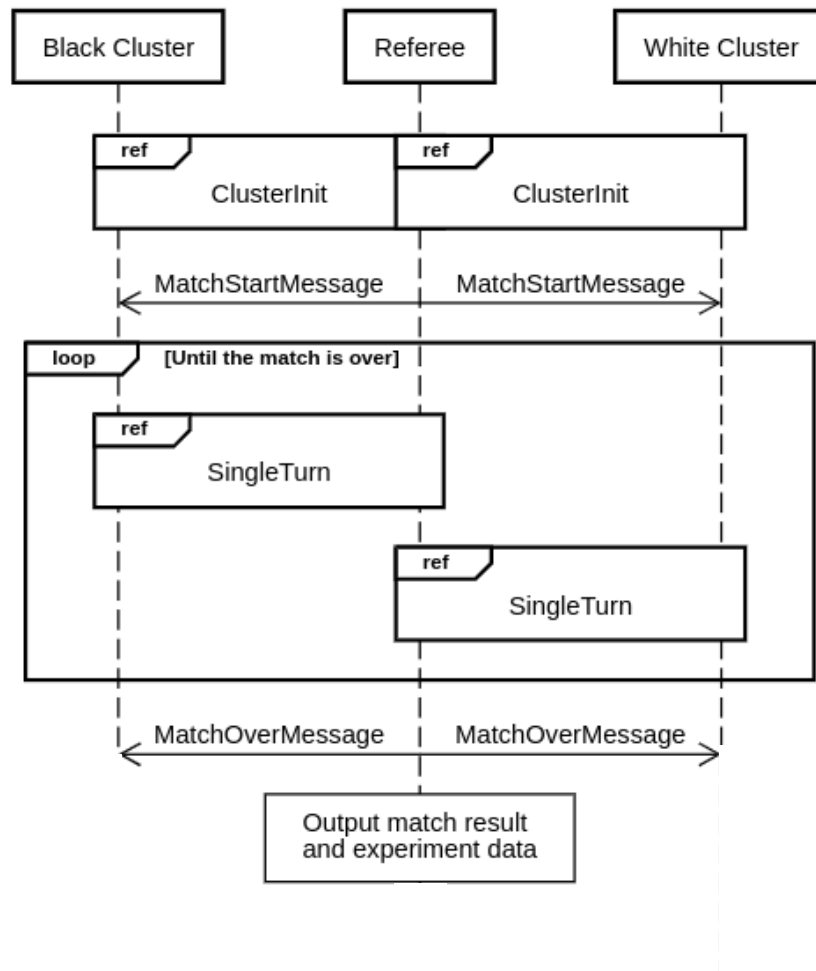 Black Cluster
Referee
White Cluster
ref
ref
ClusterInit
ClusterInit
MatchStartMessage
MatchStartMessage
loop
[Until the match is over]
ref
SingleTurn
ref
SingleTurn
MatchOverMessage
MatchOverMessage
Output match result
and experiment data